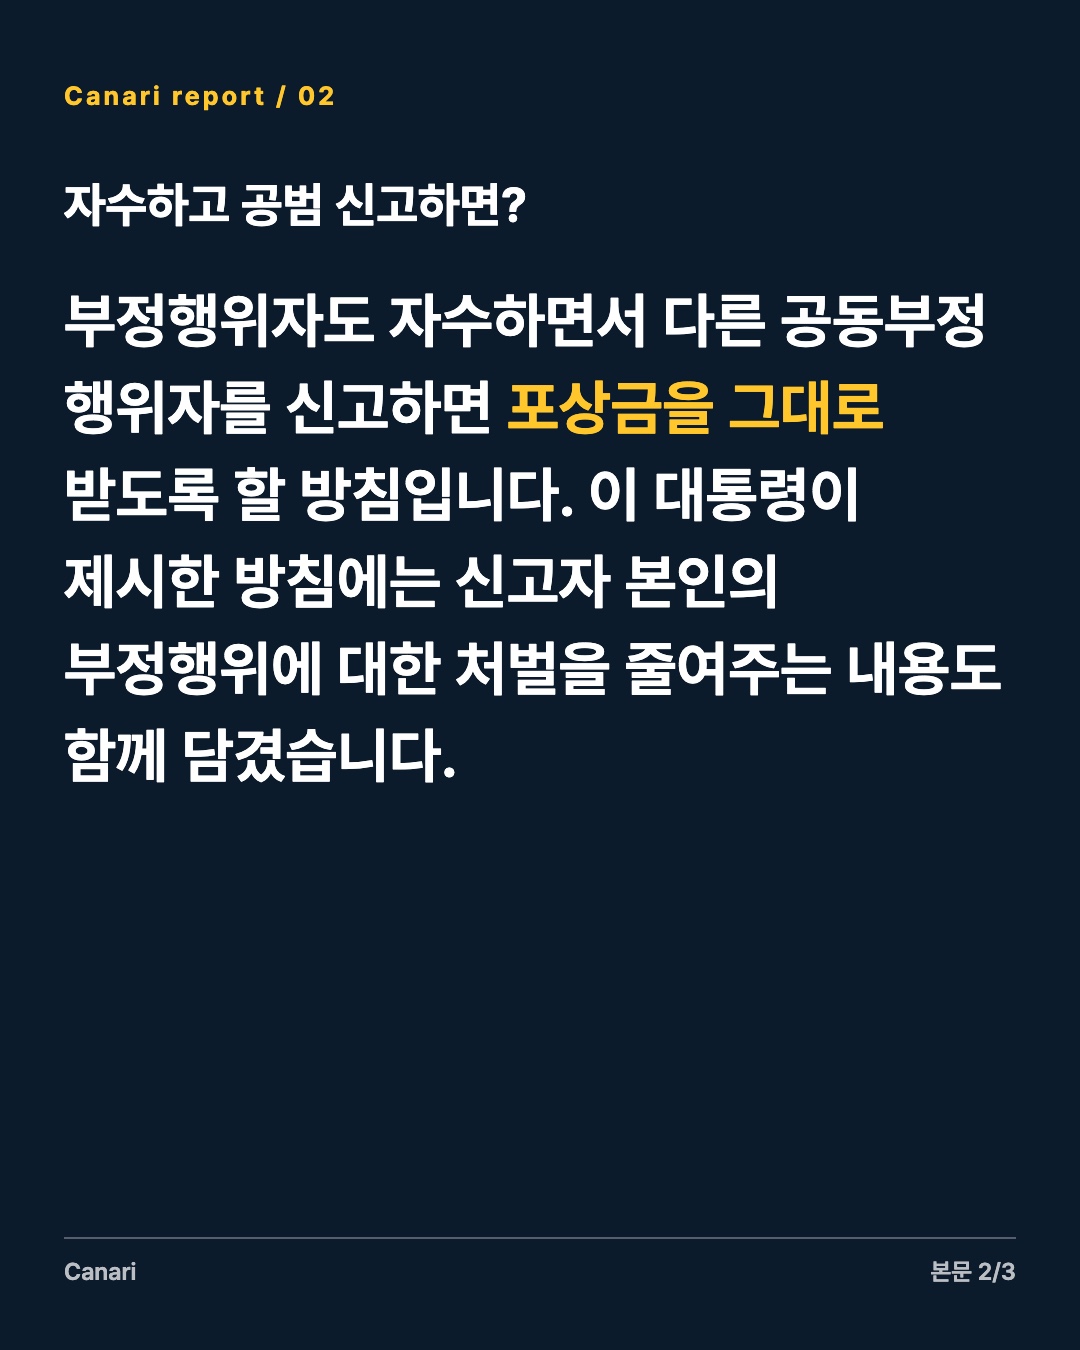 Canari report / 02
자수하고 공범 신고하면?
부정행위자도 자수하면서 다른 공동부정
행위자를 신고하면 포상금을 그대로
받도록 할 방침입니다. 이 대통령이
제시한 방침에는 신고자 본인의
부정행위에 대한 처벌을 줄여주는 내용도
함께 담겼습니다.
Canari
본문 2/3